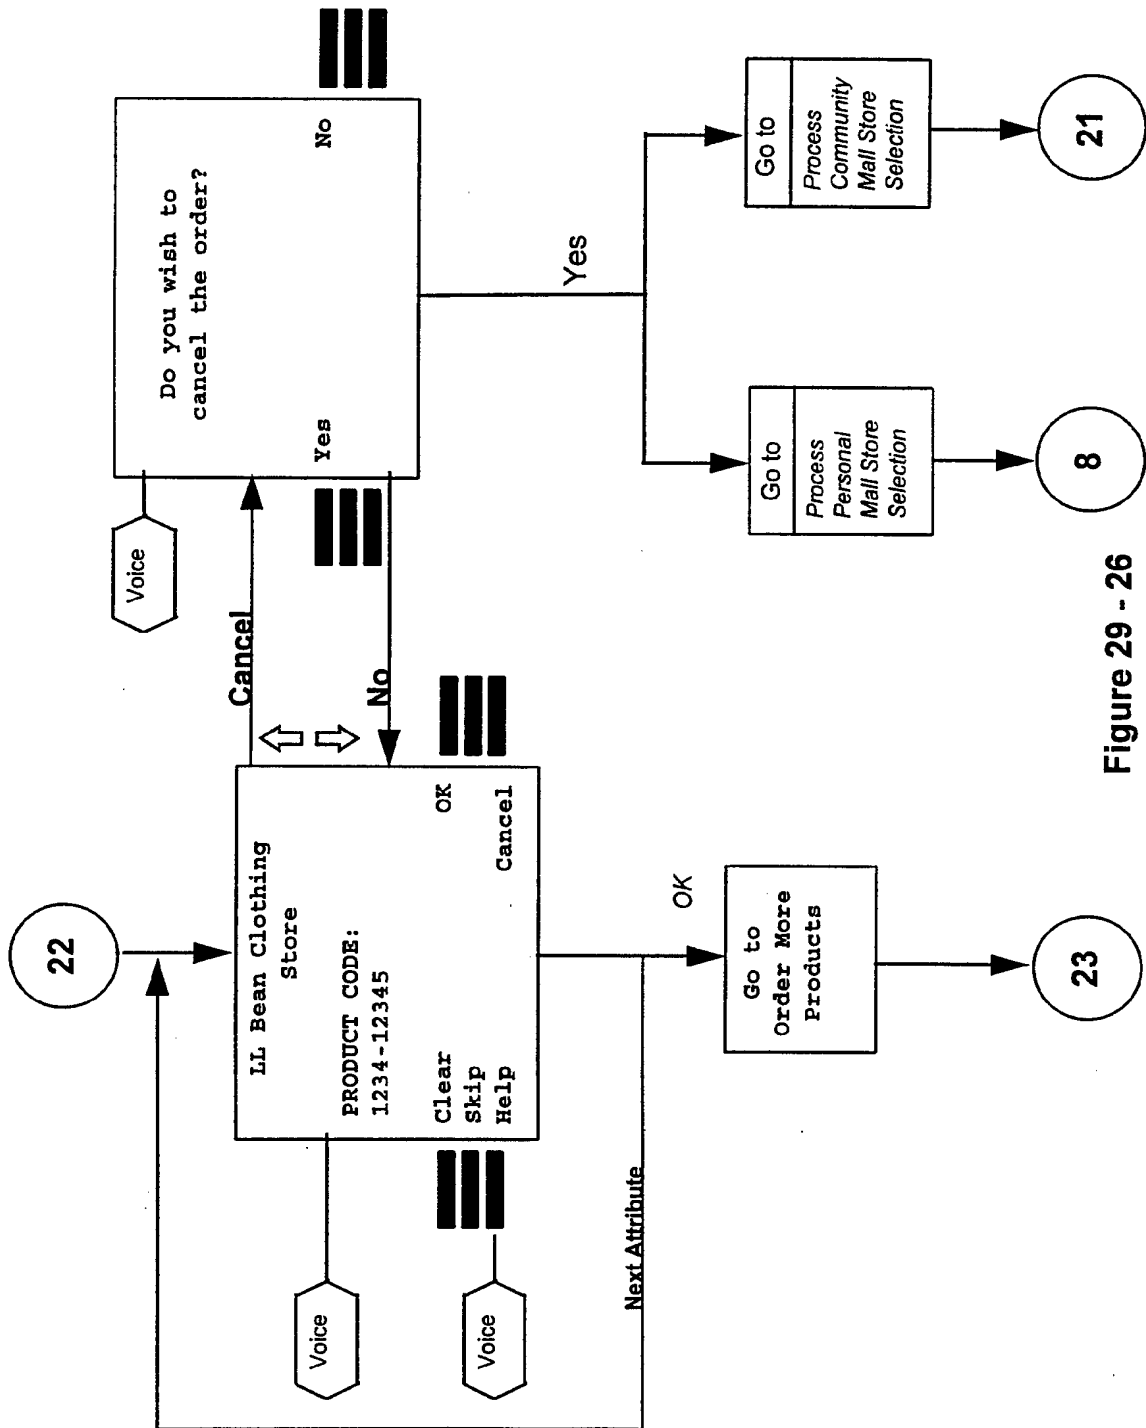 22
LL Bean Clothing
Store
PRODUCT CODE:
1234-12345
Clear
OK
Skip
Help
Cancel
Voice
Voice
Cancel
No
Voice
Do you wish to
cancel the order?
Yes
No
Next Attribute
OK
Go to
Order More
Products
23
Yes
Go to
Process
Personal
Mall Store
Selection
8
Go to
Process
Community
Mall Store
Selection
21
Figure 29 - 26